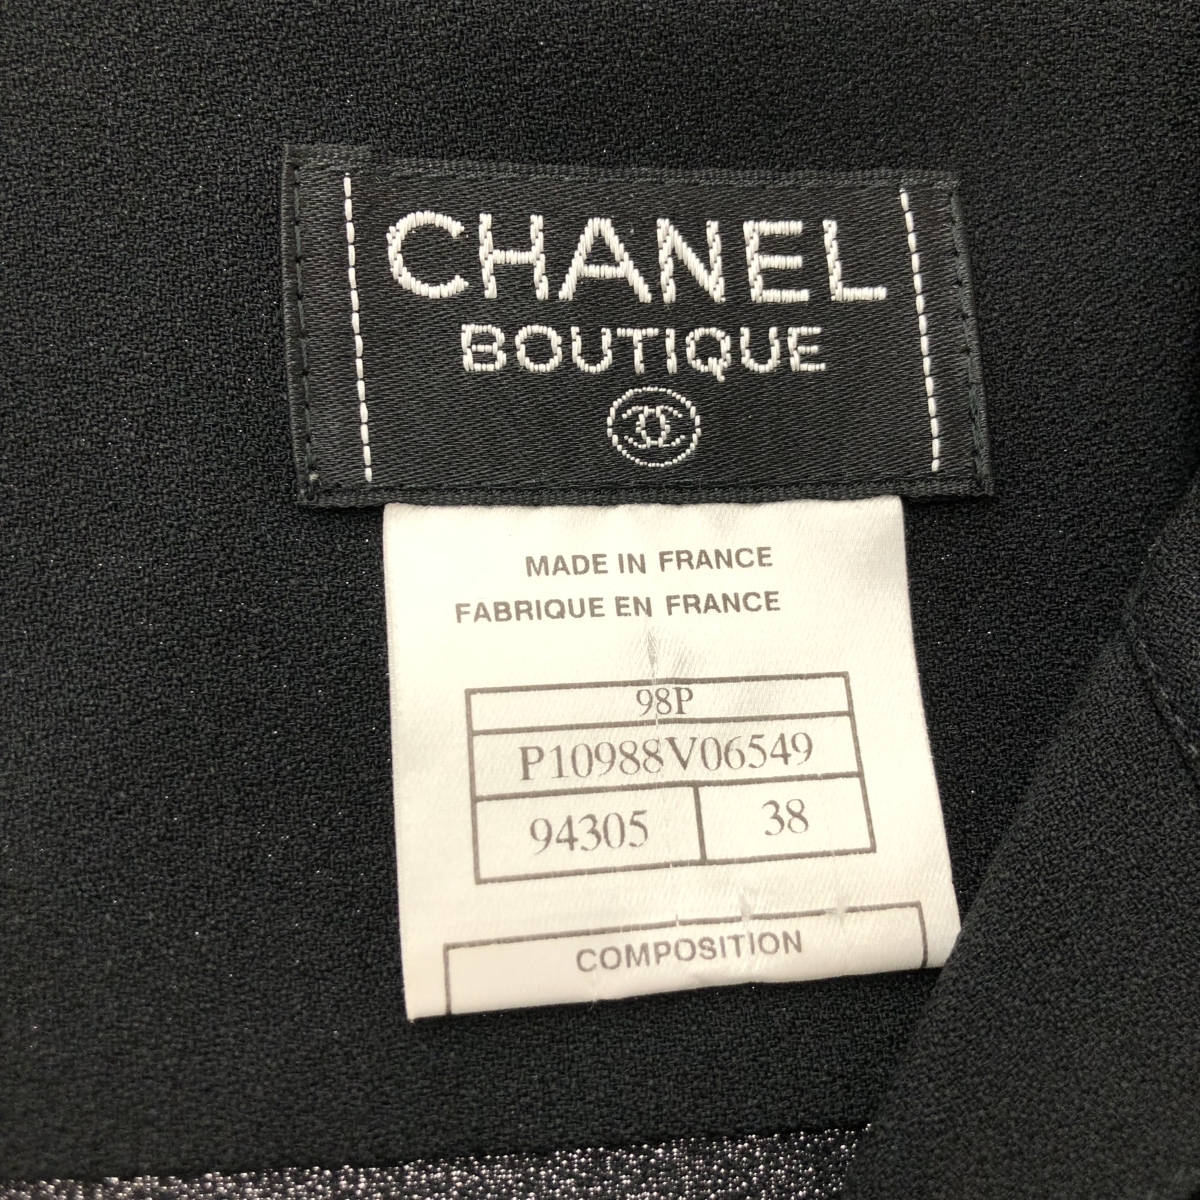 CHANEL
BOUTIQUE
MADE IN FRANCE
FABRIQUE EN FRANCE
98P
P10988V06549
94305 38
COMPOSITION